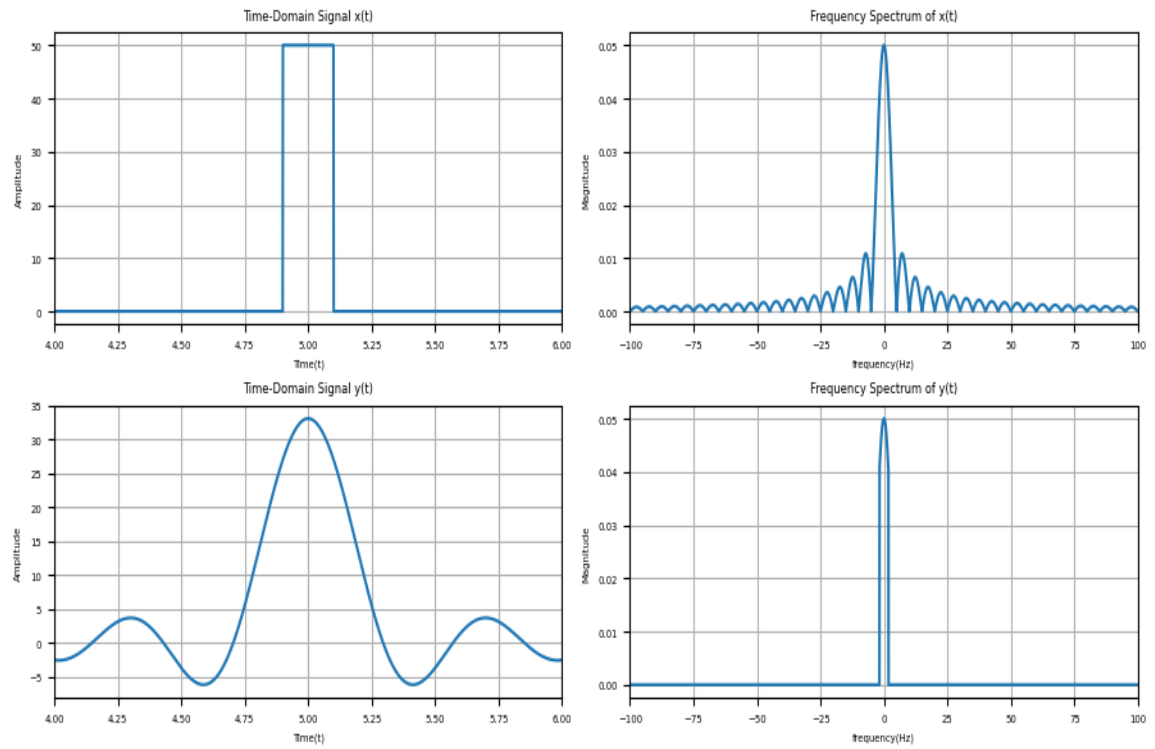 Time-Domain Signal x(t)
50
40
30
20
10
0
Amplitude
4.00 4.25 4.50 4.75 5.00 5.25 5.50 5.75 6.00
Time(t)
Frequency Spectrum of x(t)
0.05
0.04
0.03
0.02
0.01
0.00
Magnitude
−100 −75 −50 −25 0 25 50 75 100
frequency(Hz)
Time-Domain Signal y(t)
35
30
25
20
15
10
5
0
−5
Amplitude
4.00 4.25 4.50 4.75 5.00 5.25 5.50 5.75 6.00
Time(t)
Frequency Spectrum of y(t)
0.05
0.04
0.03
0.02
0.01
0.00
Magnitude
−100 −75 −50 −25 0 25 50 75 100
frequency(Hz)